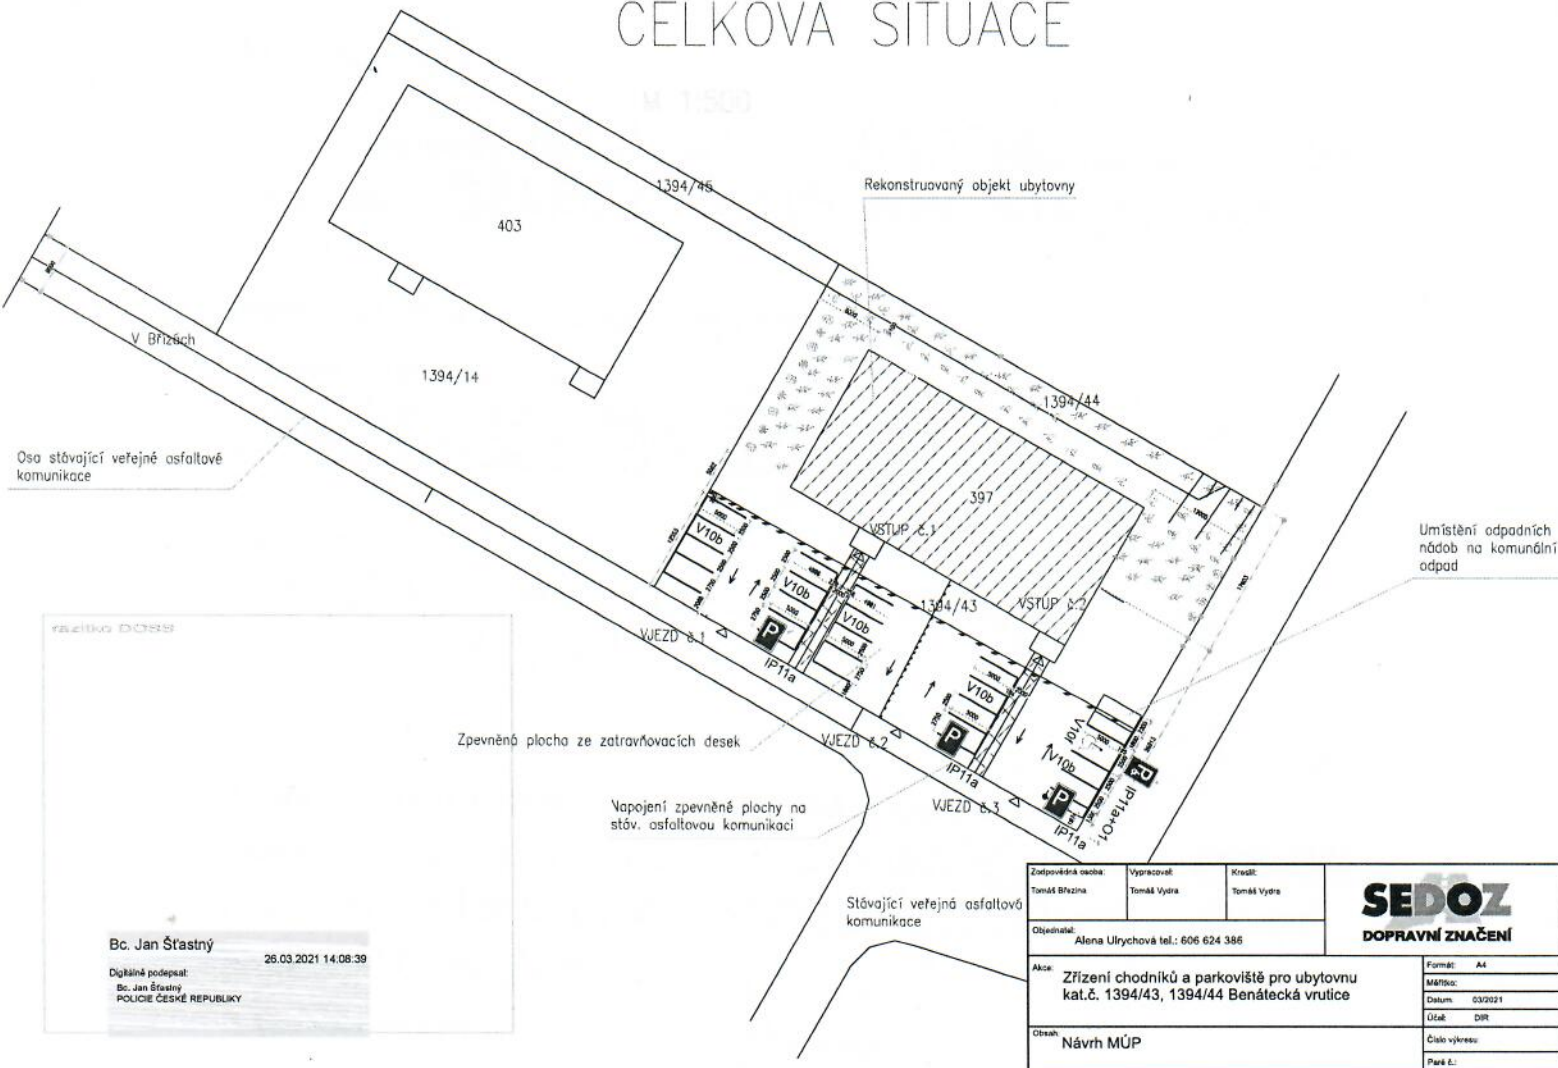 CELKOVÁ SITUACE
M 1:500
1394/45
Rekonstruovaný objekt ubytovny
403
V Břízách
1394/14
1394/44
Osa stávající veřejné asfaltové
komunikace
397
Umístění odpadních
nádob na komunální
odpad
VSTUP č.1
V10b
V10b
V10b
1394/43
VSTUP č.2
VJEZD č.1
P
IP11a
V10b
V10f
V10b
Zpevněná plocha ze zatravňovacích desek
VJEZD č.2
P
IP11a
P
IP11a+O1
Napojení zpevněné plochy na
stáv. asfaltovou komunikaci
VJEZD č.3
P
IP11a
Stávající veřejná asfaltová
komunikace
razítko DOSS
Bc. Jan Šťastný
26.03.2021 14:08:39
Digitálně podepsal:
Bc. Jan Šťastný
POLICIE ČESKÉ REPUBLIKY
Zodpovědná osoba:
Tomáš Březina
Vypracoval:
Tomáš Vydra
Kreslil:
Tomáš Vydra
SEDOZ
DOPRAVNÍ ZNAČENÍ
Objednatel:
Alena Ulrychová tel.: 606 624 386
Akce:
Zřízení chodníků a parkoviště pro ubytovnu
kat.č. 1394/43, 1394/44 Benátecká vrutice
Formát: A4
Měřítko:
Datum: 03/2021
Účel: DIR
Obsah:
Návrh MÚP
Číslo výkresu:
Paré č.: